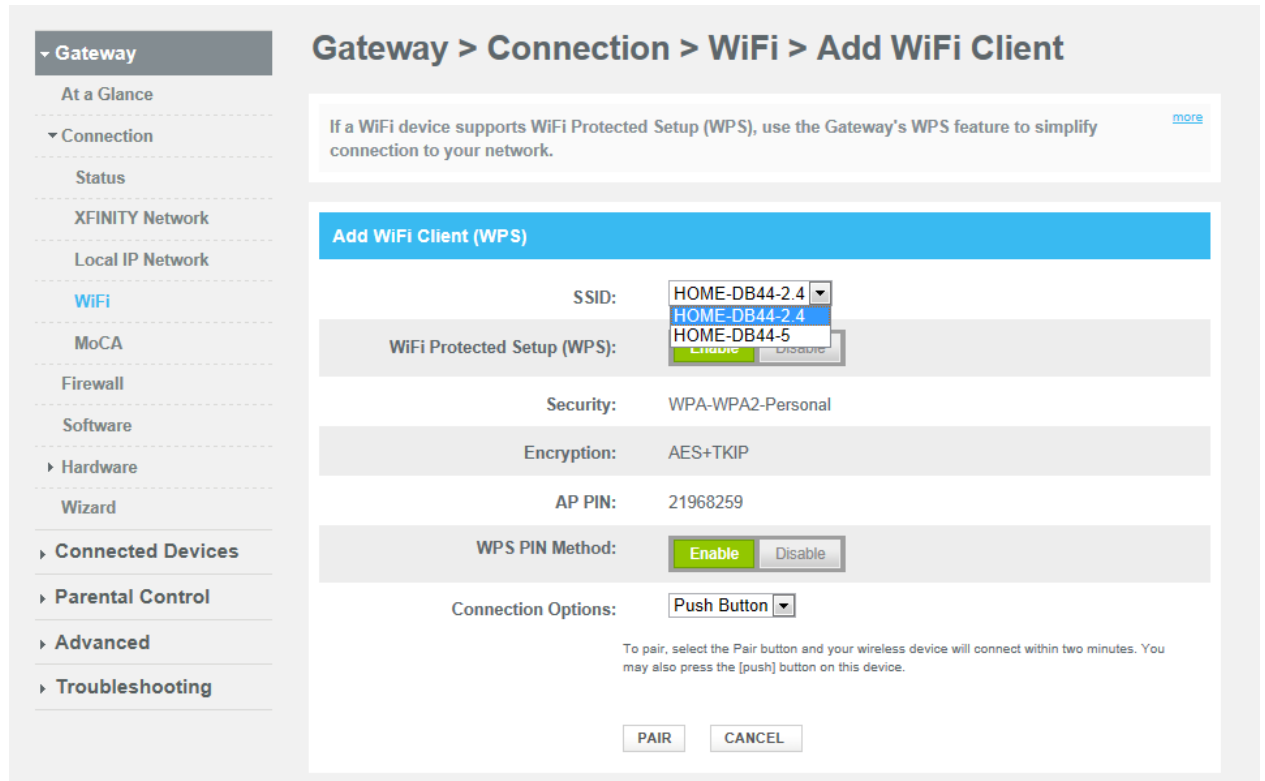 Gateway
At a Glance
Connection
Status
XFINITY Network
Local IP Network
WiFi
MoCA
Firewall
Software
Hardware
Wizard
Connected Devices
Parental Control
Advanced
Troubleshooting
Gateway > Connection > WiFi > Add WiFi Client
If a WiFi device supports WiFi Protected Setup (WPS), use the Gateway's WPS feature to simplify
connection to your network.
more
Add WiFi Client (WPS)
SSID: HOME-DB44-2.4
HOME-DB44-2.4
HOME-DB44-5
WiFi Protected Setup (WPS): Enable Disable
Security: WPA-WPA2-Personal
Encryption: AES+TKIP
AP PIN: 21968259
WPS PIN Method: Enable Disable
Connection Options: Push Button
To pair, select the Pair button and your wireless device will connect within two minutes. You
may also press the [push] button on this device.
PAIR CANCEL